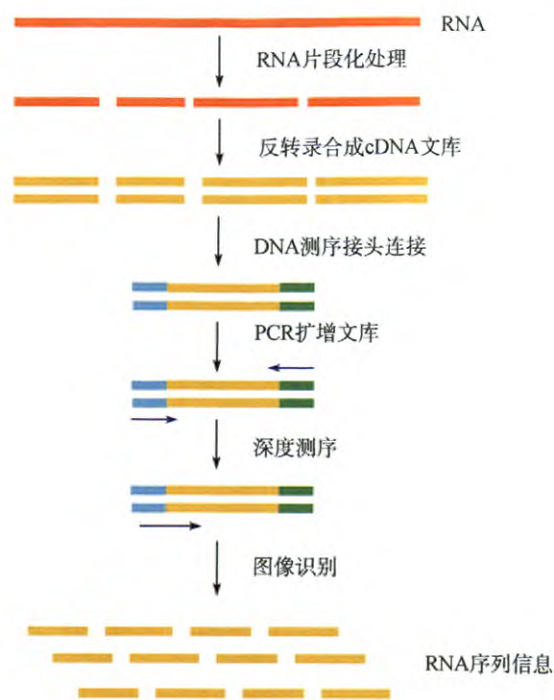 RNA
RNA片段化处理
反转录合成cDNA文库
DNA测序接头连接
PCR扩增文库
深度测序
图像识别
RNA序列信息